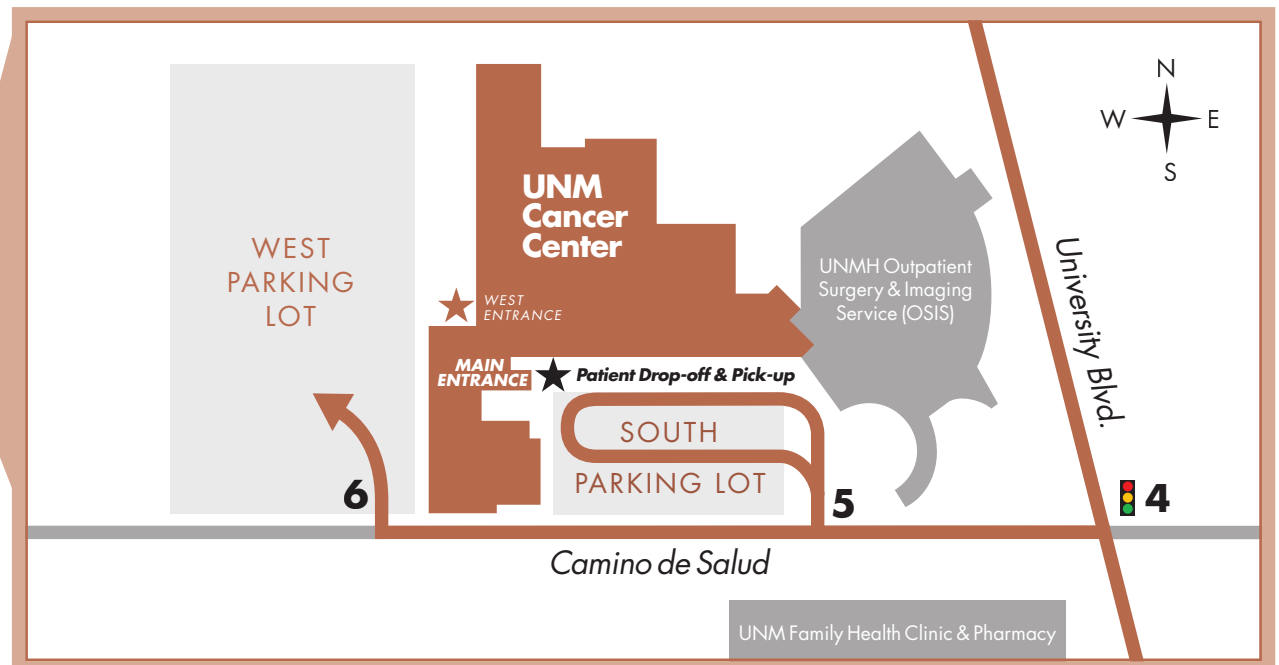 N
W E
S
UNM
Cancer
Center
WEST
PARKING
LOT
UNMH Outpatient
Surgery & Imaging
Service (OSIS)
University Blvd.
WEST
ENTRANCE
MAIN
ENTRANCE
Patient Drop-off & Pick-up
SOUTH
PARKING LOT
6
5
4
Camino de Salud
UNM Family Health Clinic & Pharmacy